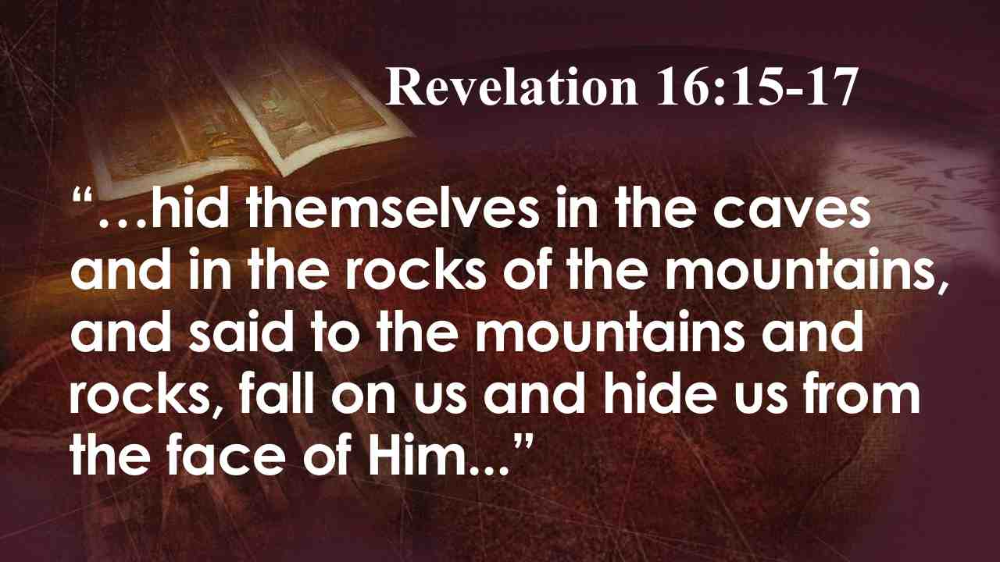 Revelation 16:15-17
“...hid themselves in the caves
and in the rocks of the mountains,
and said to the mountains and
rocks, fall on us and hide us from
the face of Him...”